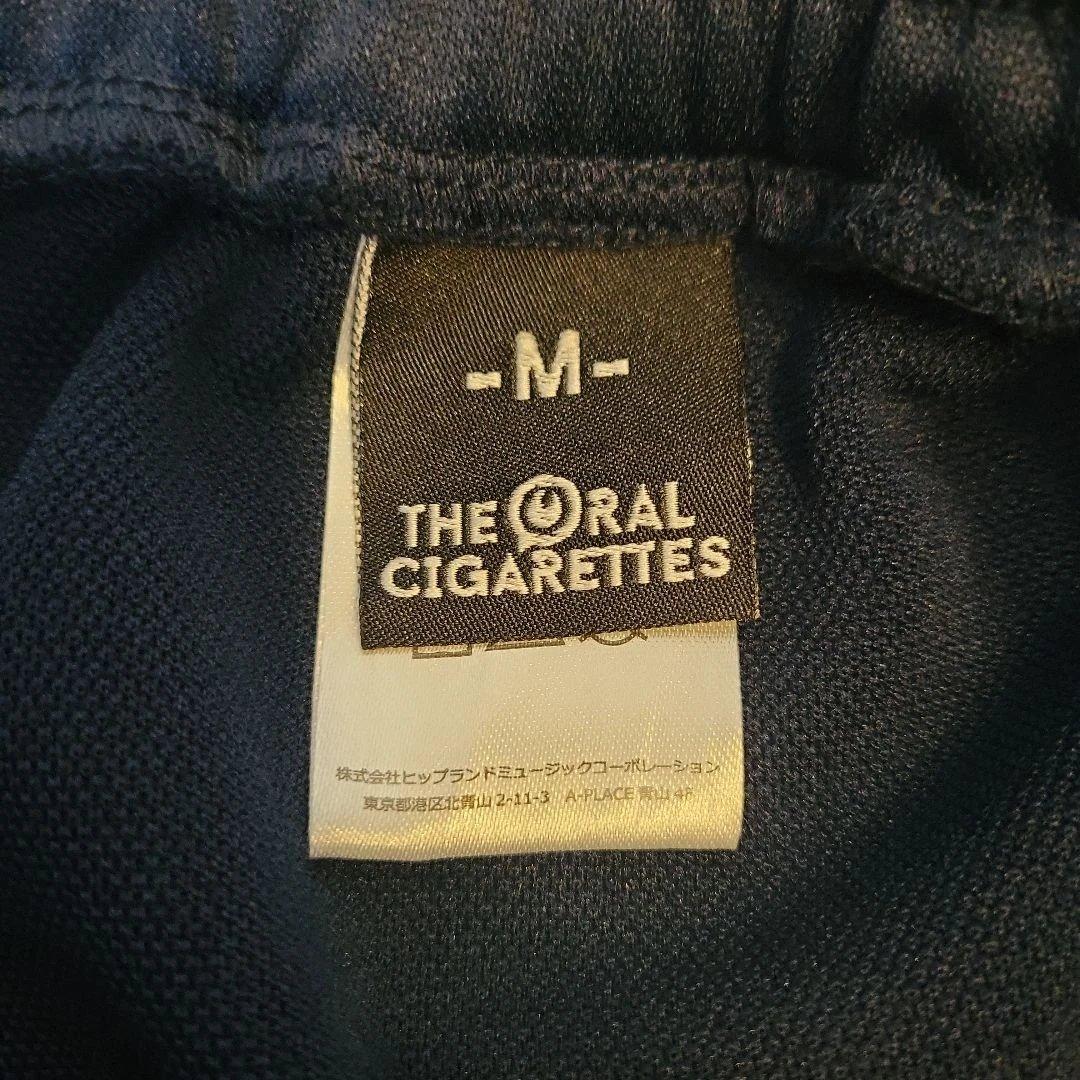 -M-
THE ORAL
CIGARETTES
株式会社ヒップランドミュージックコーポレーション
東京都港区北青山2-11-3 A-PLACE 青山 4F